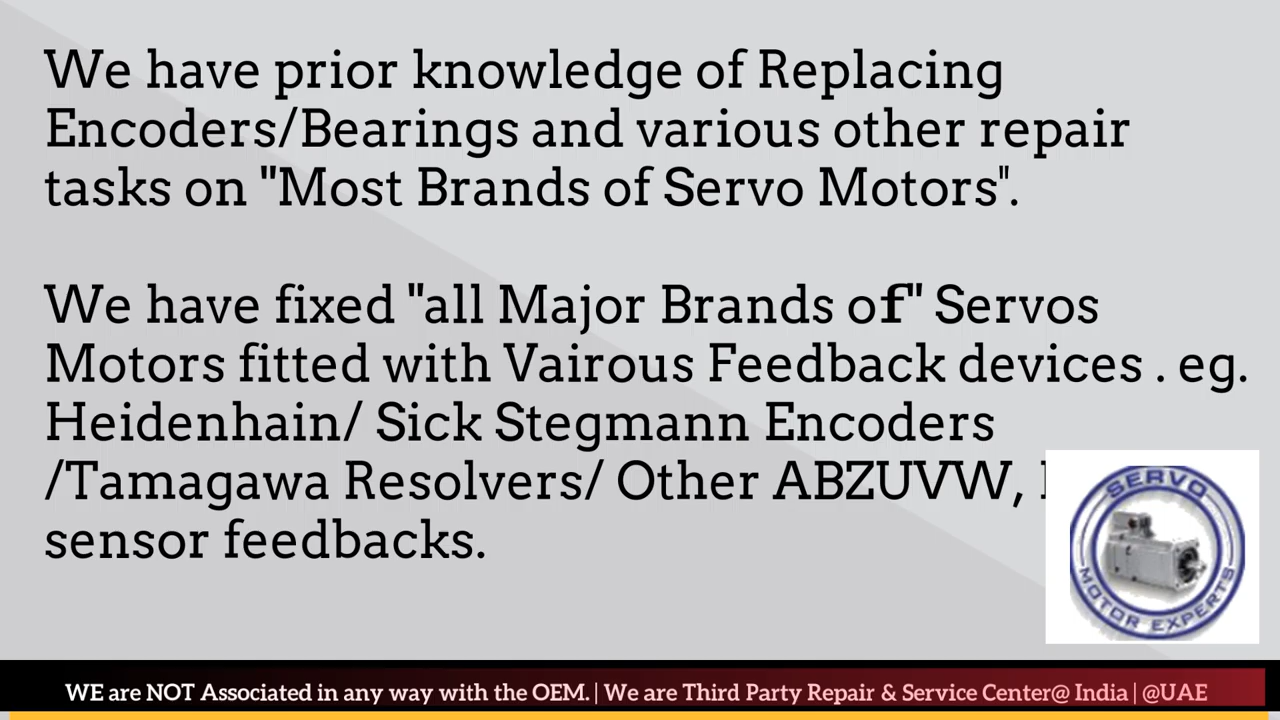 We have prior knowledge of Replacing
Encoders/Bearings and various other repair
tasks on "Most Brands of Servo Motors".
We have fixed "all Major Brands of" Servos
Motors fitted with Vairous Feedback devices . eg.
Heidenhain/ Sick Stegmann Encoders
/Tamagawa Resolvers/ Other ABZUVW,
sensor feedbacks.
SERVO
MOTOR EXPERTS
WE are NOT Associated in any way with the OEM. | We are Third Party Repair & Service Center@ India | @UAE